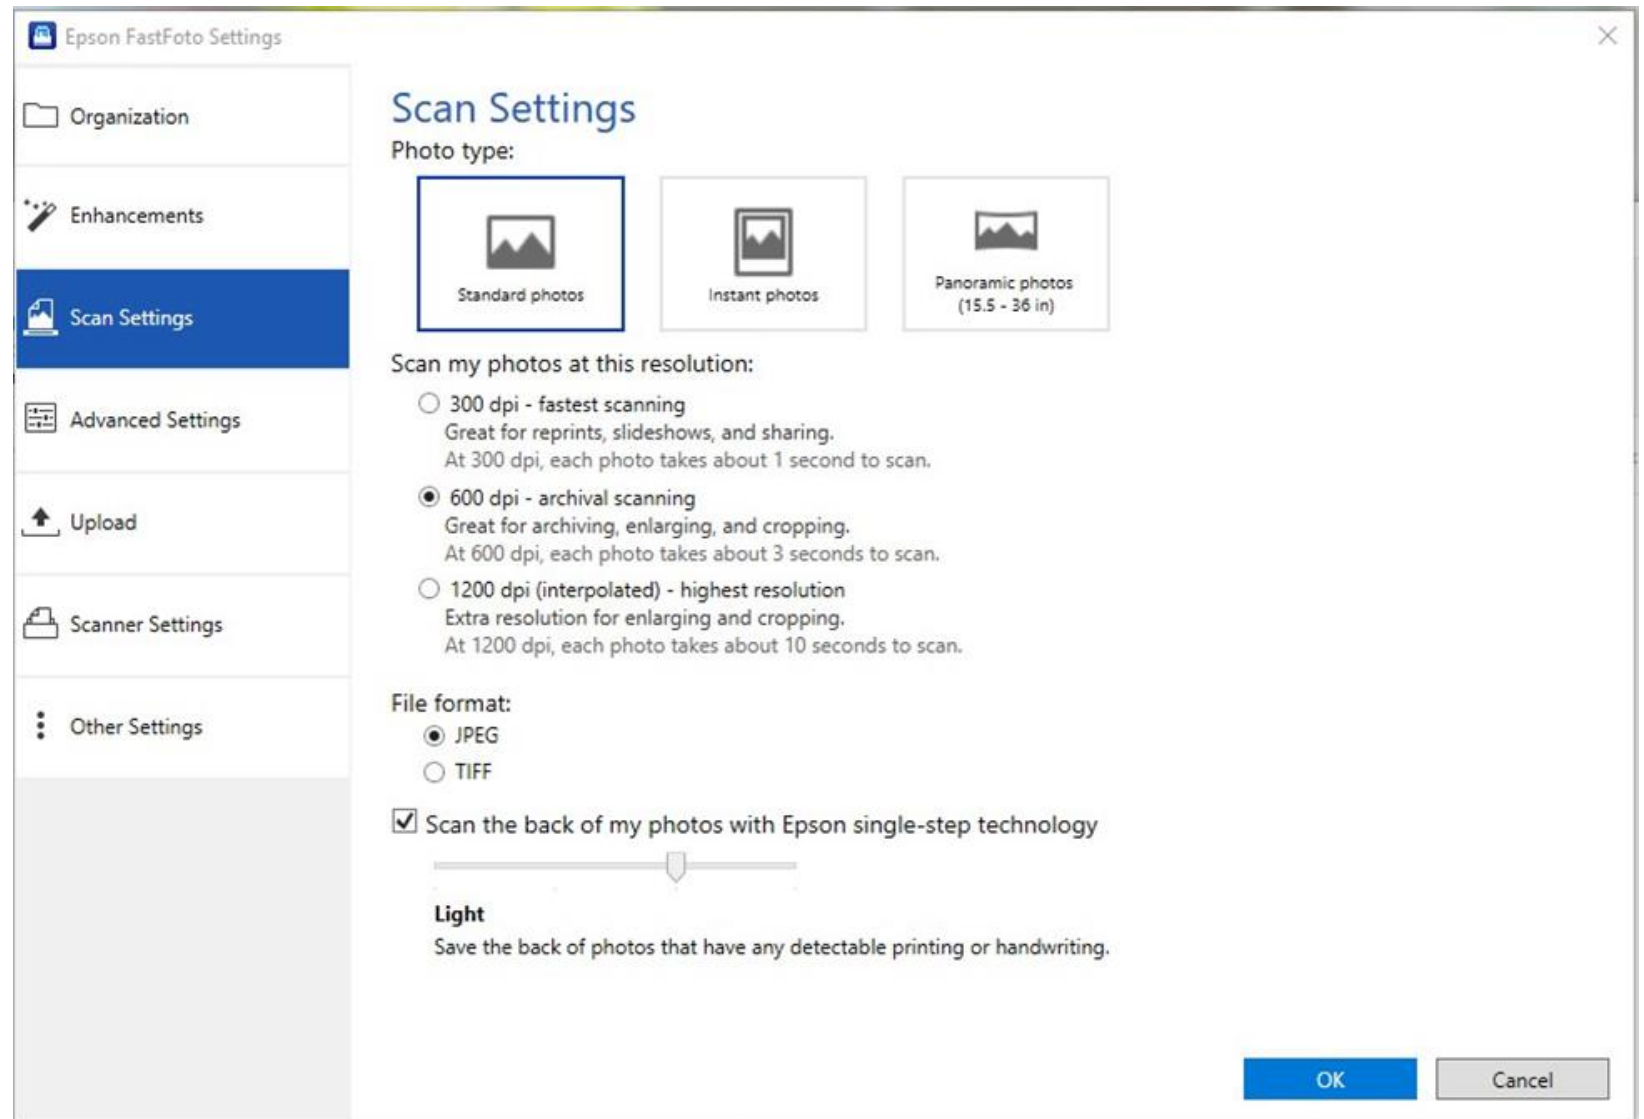 Epson FastFoto Settings
Organization
Enhancements
Scan Settings
Advanced Settings
Upload
Scanner Settings
Other Settings
Scan Settings
Photo type:
Standard photos
Instant photos
Panoramic photos
(15.5 - 36 in)
Scan my photos at this resolution:
300 dpi - fastest scanning
Great for reprints, slideshows, and sharing.
At 300 dpi, each photo takes about 1 second to scan.
600 dpi - archival scanning
Great for archiving, enlarging, and cropping.
At 600 dpi, each photo takes about 3 seconds to scan.
1200 dpi (interpolated) - highest resolution
Extra resolution for enlarging and cropping.
At 1200 dpi, each photo takes about 10 seconds to scan.
File format:
JPEG
TIFF
Scan the back of my photos with Epson single-step technology
Light
Save the back of photos that have any detectable printing or handwriting.
OK
Cancel